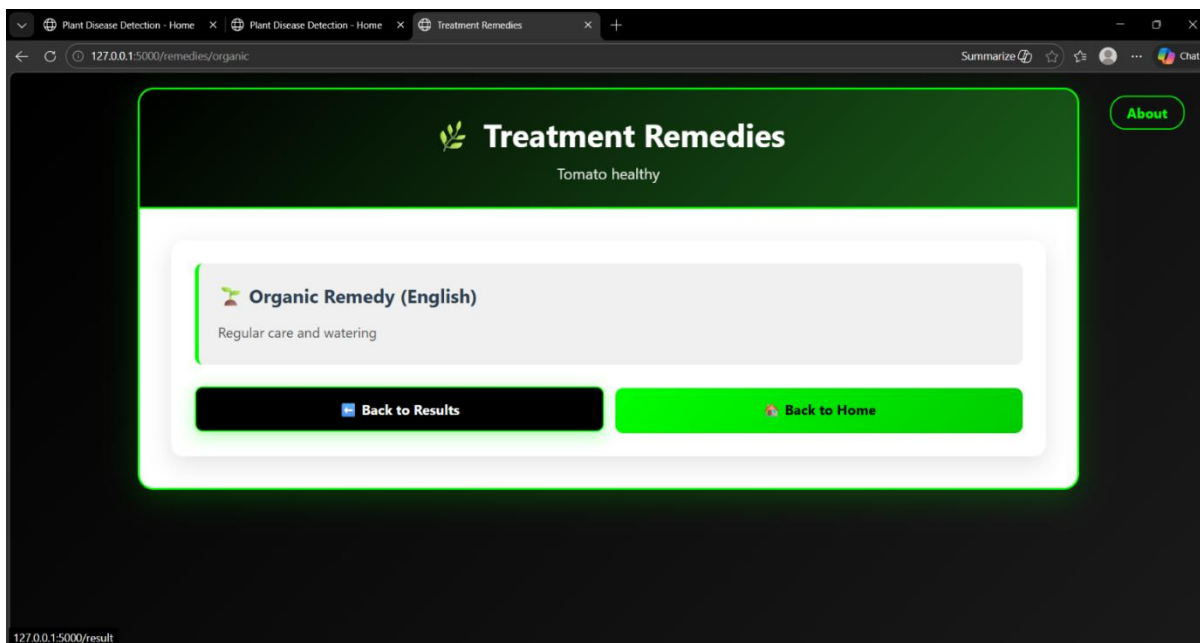 Plant Disease Detection - Home
Plant Disease Detection - Home
Treatment Remedies
127.0.0.1:5000/remedies/organic
Summarize
Chat
About
Treatment Remedies
Tomato healthy
Organic Remedy (English)
Regular care and watering
Back to Results
Back to Home
127.0.0.1:5000/result